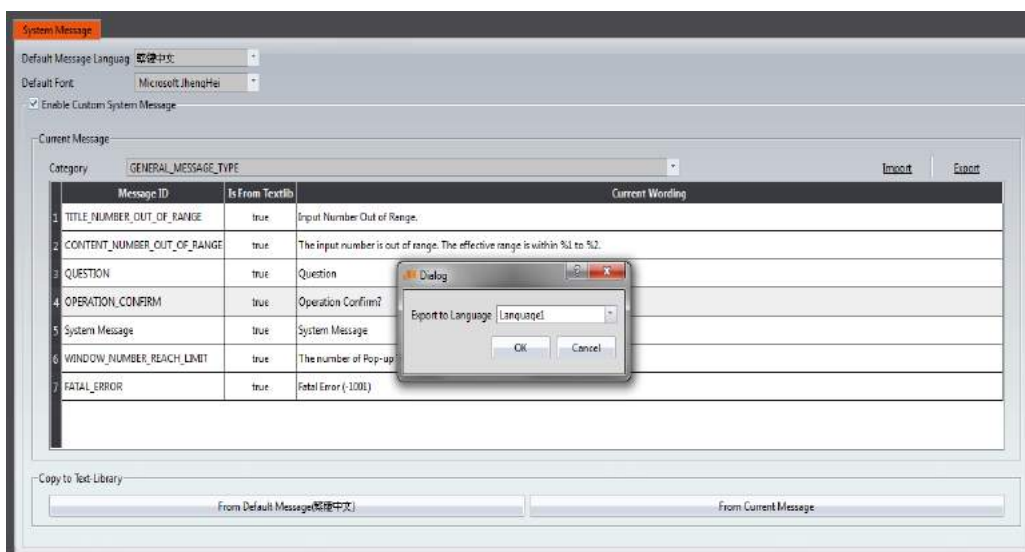 System Message
Default Message Languag 繁體中文
Default Font Microsoft JhengHei
Enable Custom System Message
Current Message
Category GENERAL_MESSAGE_TYPE Import Export
Message ID Is From Textlib Current Wording
1 TITLE_NUMBER_OUT_OF_RANGE true Input Number Out of Range.
2 CONTENT_NUMBER_OUT_OF_RANGE true The input number is out of range. The effective range is within %1 to %2.
3 QUESTION true Question
Dialog
4 OPERATION_CONFIRM true Operation Confirm?
Export to Language Language1
5 System Message true System Message
OK Cancel
6 WINDOW_NUMBER_REACH_LIMIT true The number of Pop-up
7 FATAL_ERROR true Fatal Error (-1001)
Copy to Text-Library
From Default Message(繁體中文) From Current Message